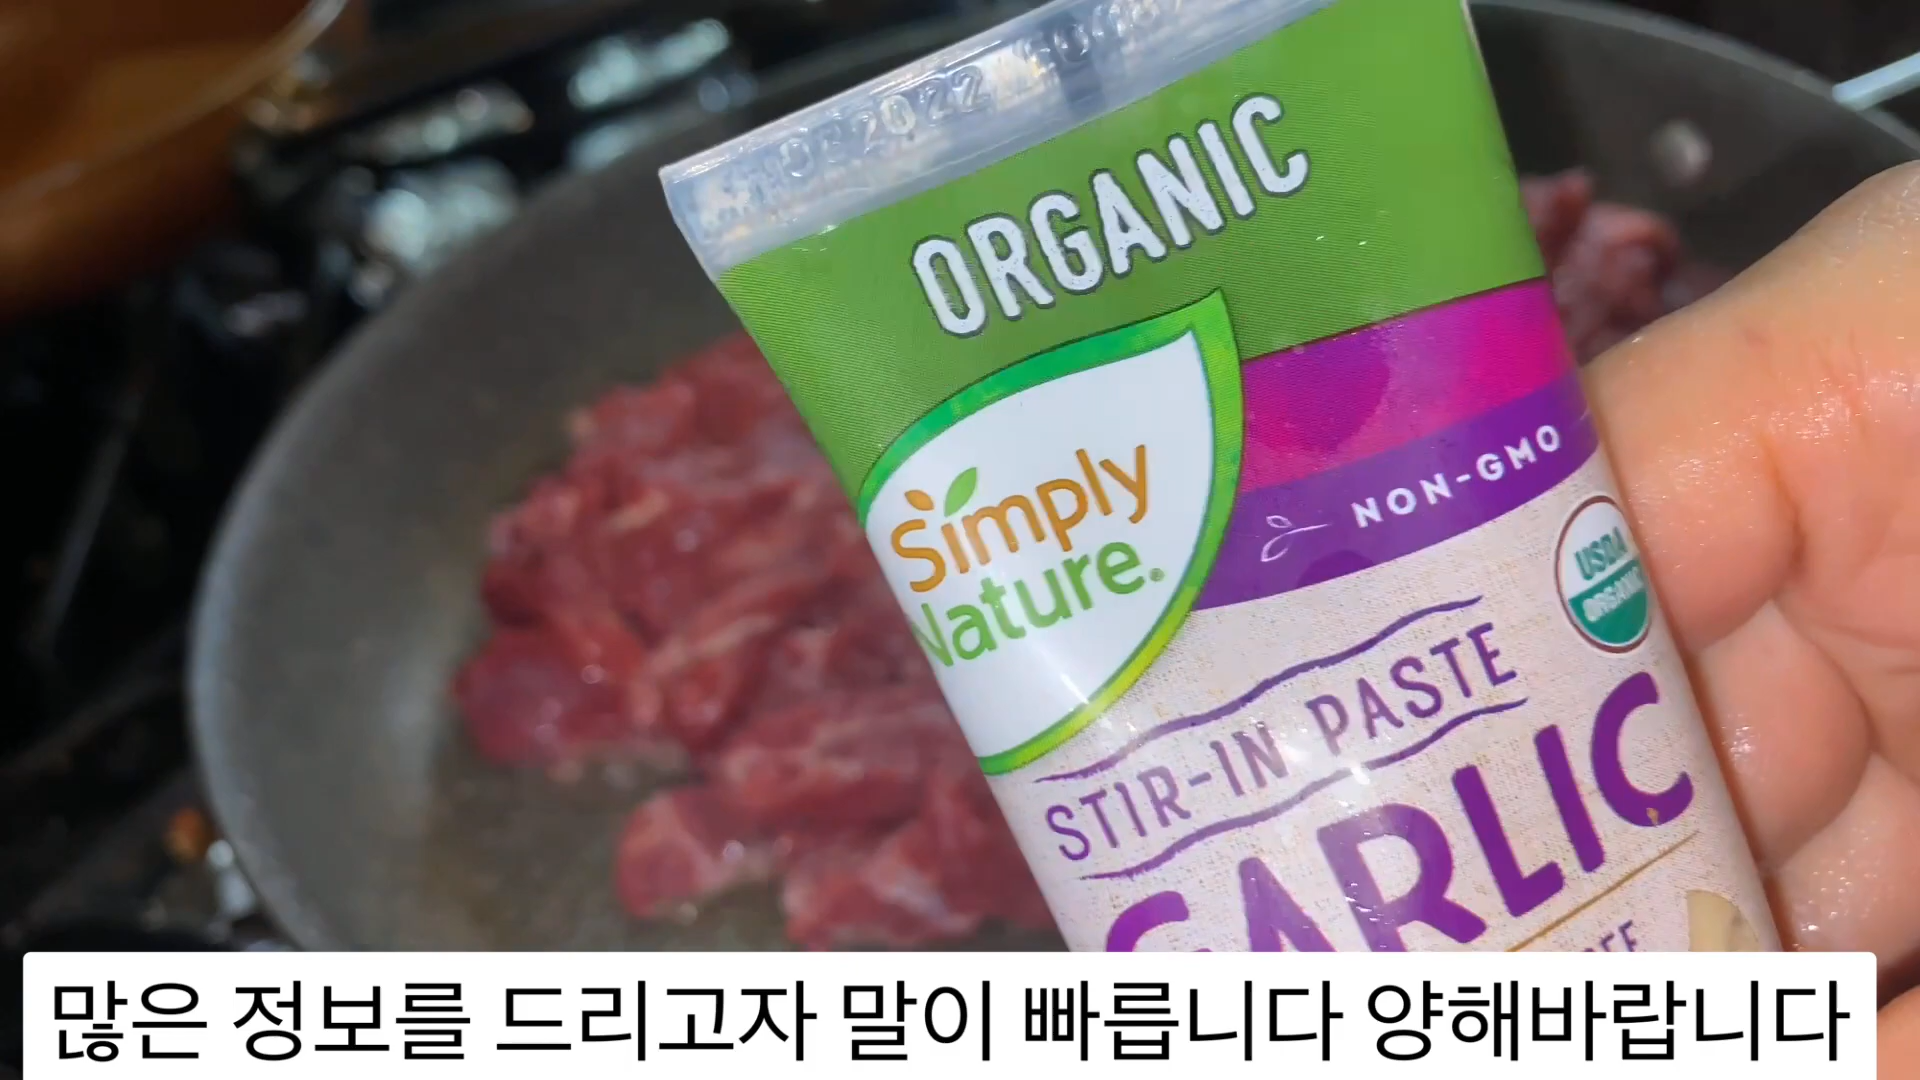 ORGANIC
Simply
Nature.
NON-GMO
USDA
ORGANIC
STIR-IN PASTE
GARLIC
많은 정보를 드리고자 말이 빠릅니다 양해바랍니다